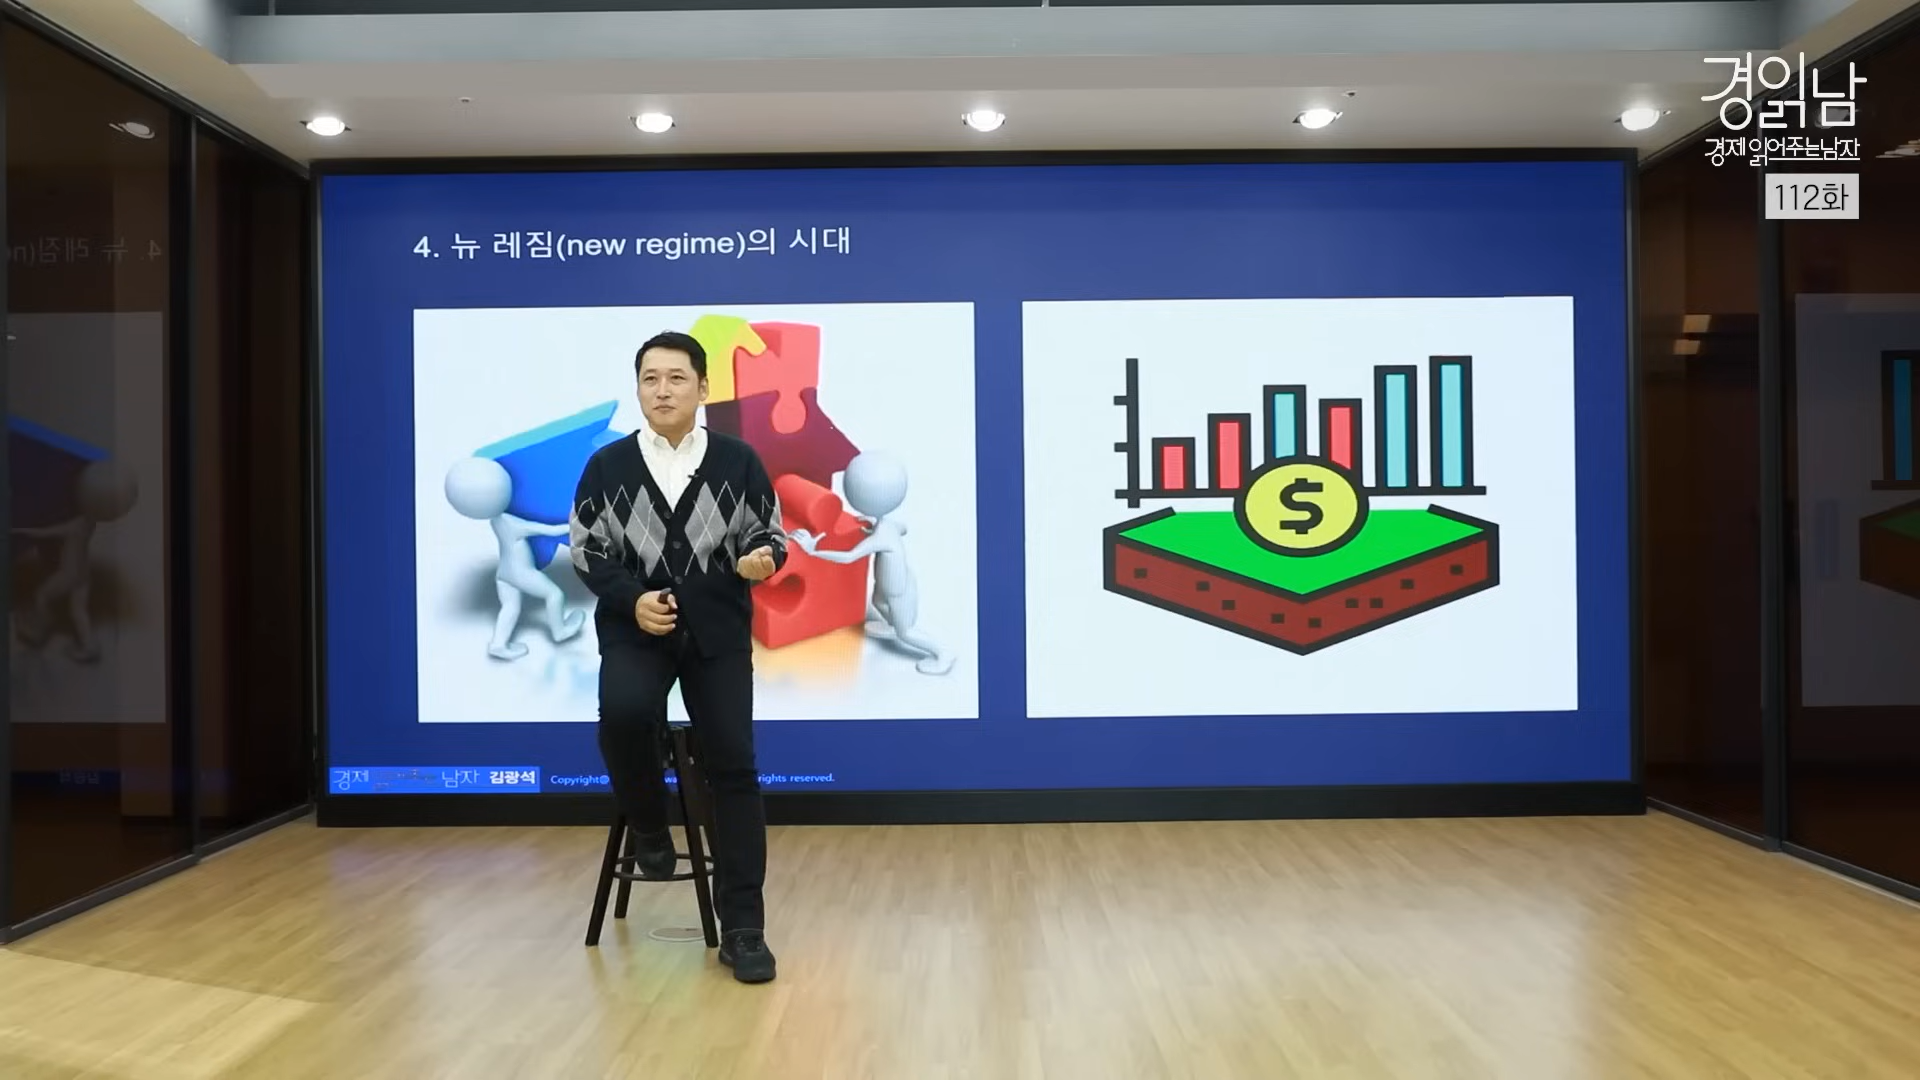 경읽남
경제 읽어주는남자
112화
4. 뉴 레짐(new regime)의 시대
$
경제 남자 김광석
Copyright© rights reserved.